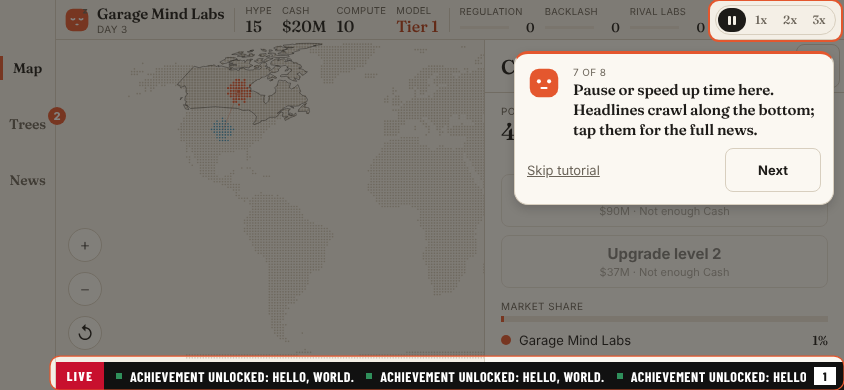 Garage Mind Labs
DAY 3
HYPE
15
CASH
$20M
COMPUTE
10
MODEL
Tier 1
REGULATION
0
BACKLASH
0
RIVAL LABS
0
1x 2x 3x
Map
Trees
2
News
7 OF 8
Pause or speed up time here.
Headlines crawl along the bottom;
tap them for the full news.
Skip tutorial
Next
$90M · Not enough Cash
Upgrade level 2
$37M · Not enough Cash
MARKET SHARE
Garage Mind Labs 1%
LIVE ACHIEVEMENT UNLOCKED: HELLO, WORLD. ACHIEVEMENT UNLOCKED: HELLO, WORLD. ACHIEVEMENT UNLOCKED: HELLO 1